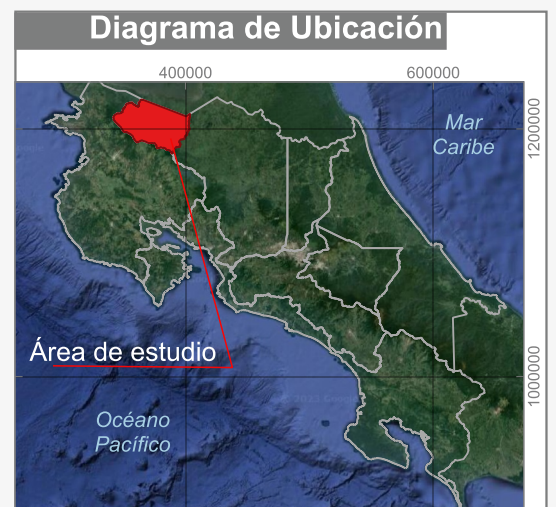 Diagrama de Ubicación
400000
600000
1200000
Mar
Caribe
Área de estudio
1000000
Océano
Pacífico